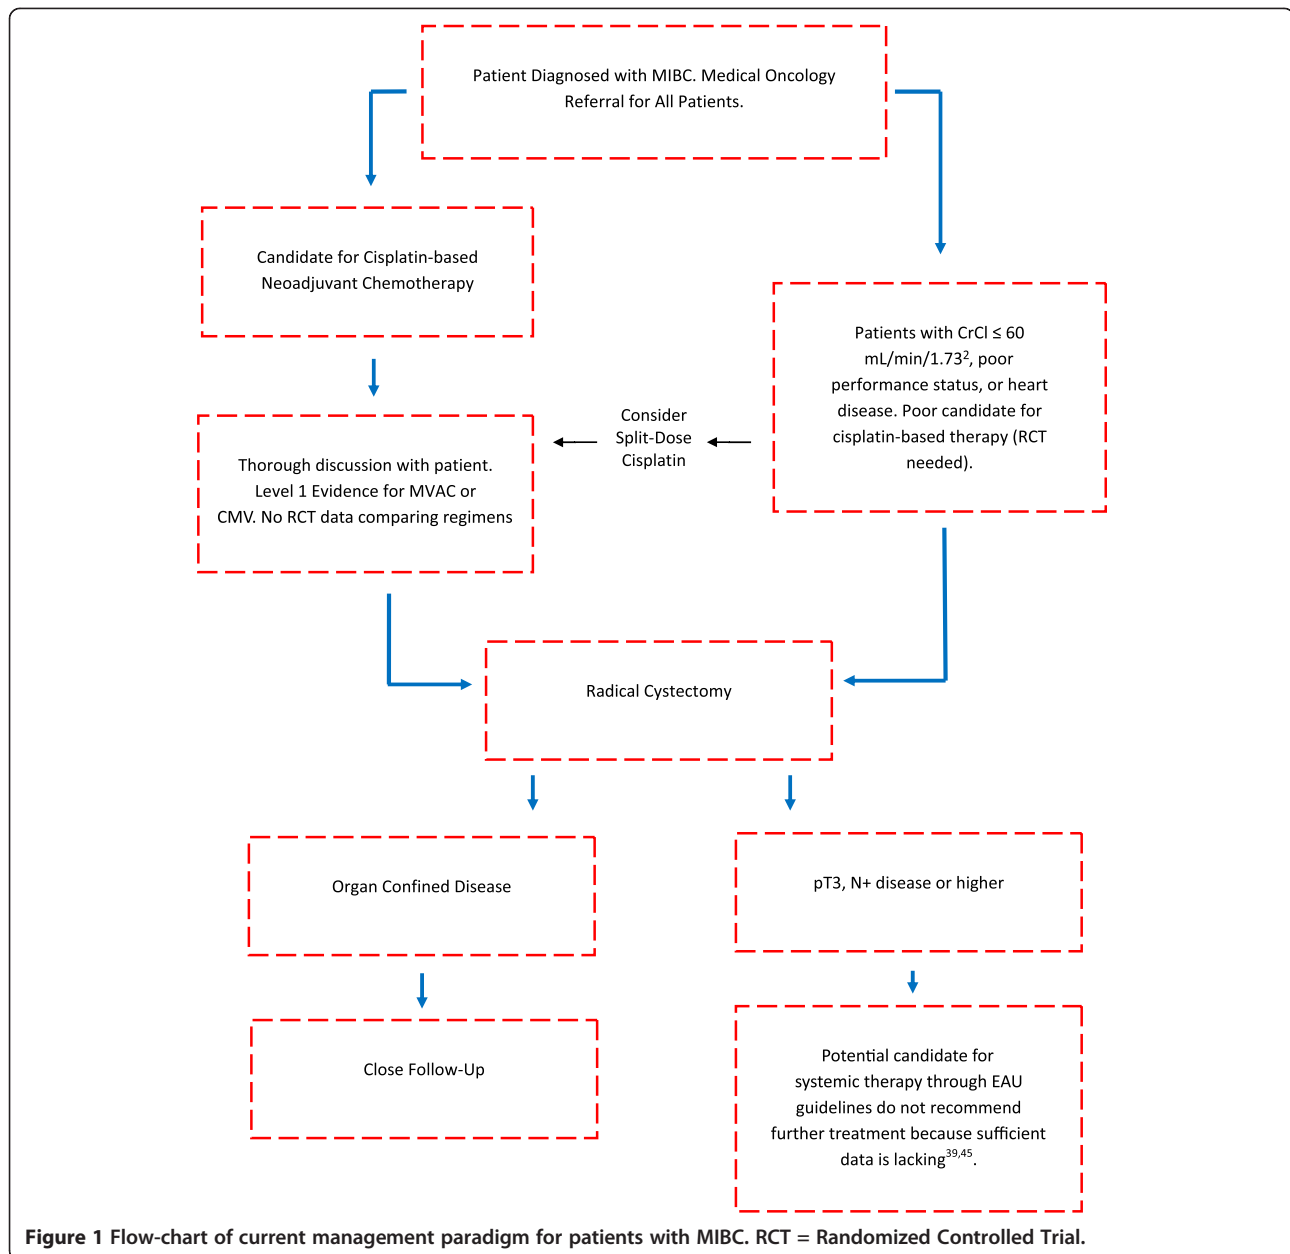 Patient Diagnosed with MIBC. Medical Oncology
Referral for All Patients.
Candidate for Cisplatin-based
Neoadjuvant Chemotherapy
Patients with CrCl ≤ 60
mL/min/1.73², poor
performance status, or heart
disease. Poor candidate for
cisplatin-based therapy (RCT
needed).
Consider
Split-Dose
Cisplatin
Thorough discussion with patient.
Level 1 Evidence for MVAC or
CMV. No RCT data comparing regimens
Radical Cystectomy
Organ Confined Disease
pT3, N+ disease or higher
Close Follow-Up
Potential candidate for
systemic therapy through EAU
guidelines do not recommend
further treatment because sufficient
data is lacking³⁹,⁴⁵.
Figure 1 Flow-chart of current management paradigm for patients with MIBC. RCT = Randomized Controlled Trial.